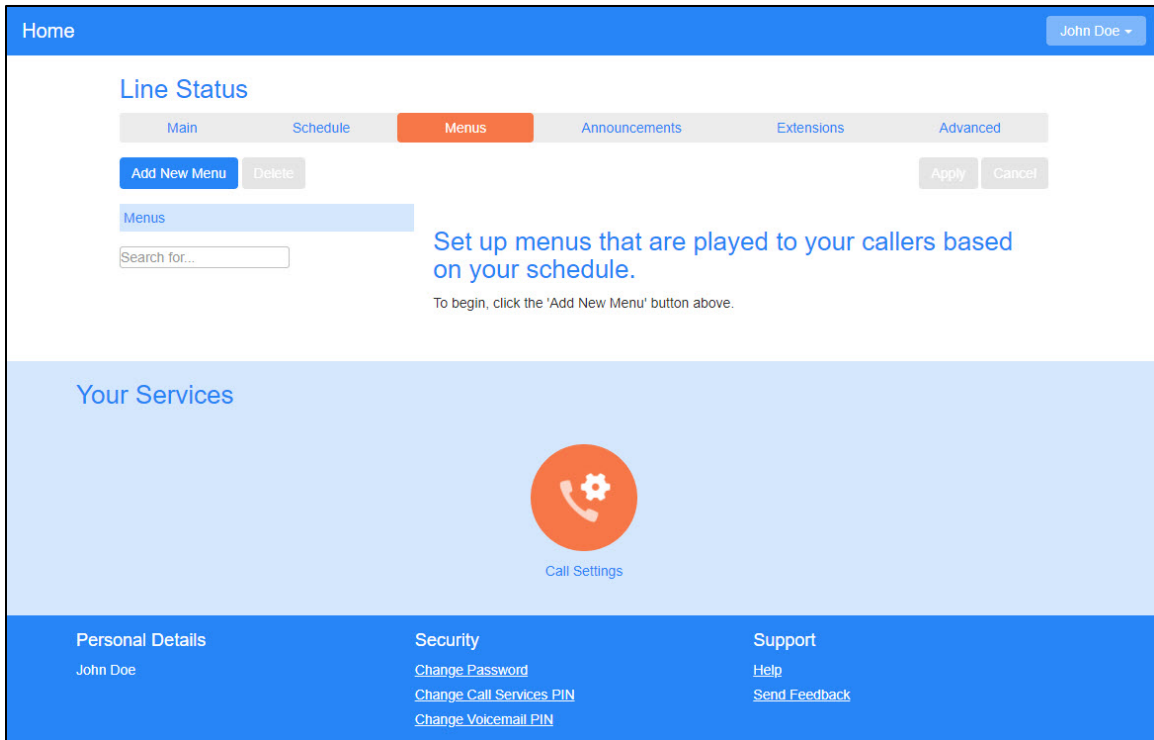 Home
John Doe
Line Status
Main
Schedule
Menus
Announcements
Extensions
Advanced
Add New Menu
Delete
Apply
Cancel
Menus
Search for...
Set up menus that are played to your callers based
on your schedule.
To begin, click the 'Add New Menu' button above.
Your Services
Call Settings
Personal Details
John Doe
Security
Change Password
Change Call Services PIN
Change Voicemail PIN
Support
Help
Send Feedback